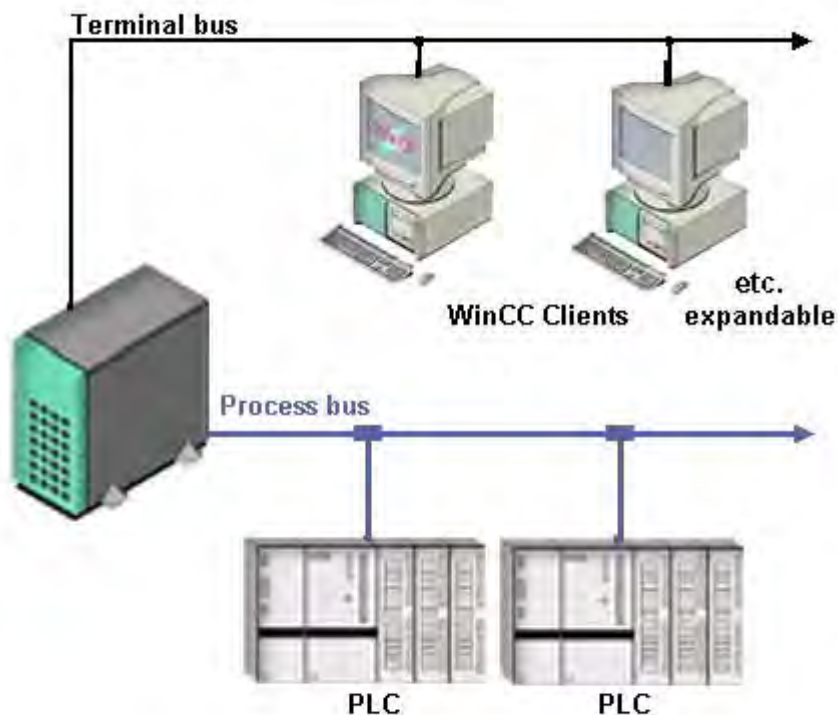 Terminal bus
WinCC Clients
etc.
expandable
Process bus
PLC
PLC